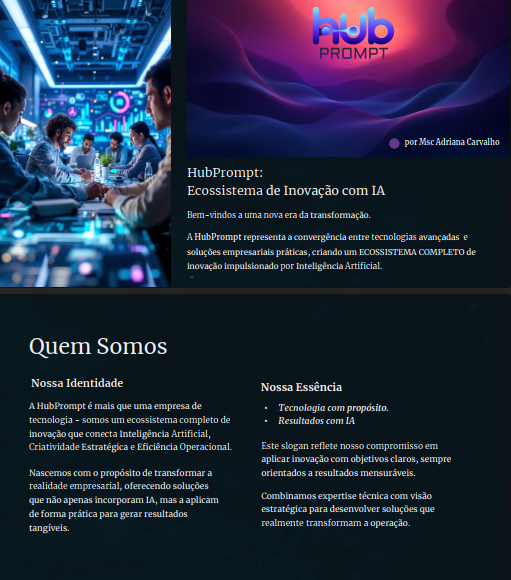 hub
PROMPT
por Msc Adriana Carvalho
HubPrompt:
Ecossistema de Inovação com IA
Bem-vindos a uma nova era da transformação.
A HubPrompt representa a convergência entre tecnologias avançadas e
soluções empresariais práticas, criando um ECOSSISTEMA COMPLETO de
inovação impulsionado por Inteligência Artificial.
Quem Somos
Nossa Identidade
A HubPrompt é mais que uma empresa de
tecnologia - somos um ecossistema completo de
inovação que conecta Inteligência Artificial,
Criatividade Estratégica e Eficiência Operacional.
Nascemos com o propósito de transformar a
realidade empresarial, oferecendo soluções
que não apenas incorporam IA, mas a aplicam
de forma prática para gerar resultados
tangíveis.
Nossa Essência
• Tecnologia com propósito.
• Resultados com IA
Este slogan reflete nosso compromisso em
aplicar inovação com objetivos claros, sempre
orientados a resultados mensuráveis.
Combinamos expertise técnica com visão
estratégica para desenvolver soluções que
realmente transformam a operação.